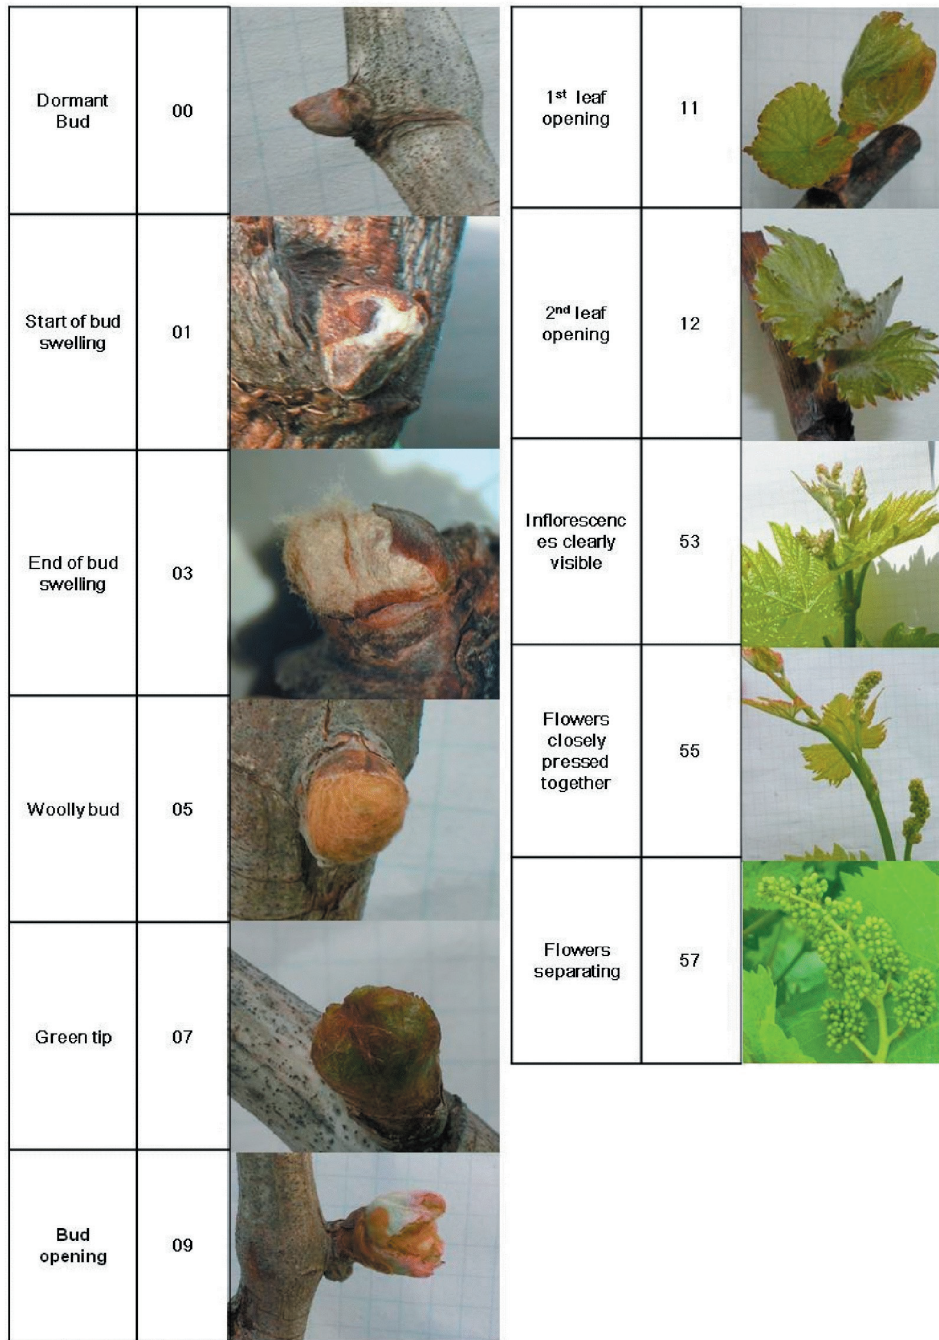 Dormant
Bud
00
Start of bud
swelling
01
End of bud
swelling
03
Woolly bud
05
Green tip
07
Bud
opening
09
1st leaf
opening
11
2nd leaf
opening
12
Inflorescenc
es clearly
visible
53
Flowers
closely
pressed
together
55
Flowers
separating
57